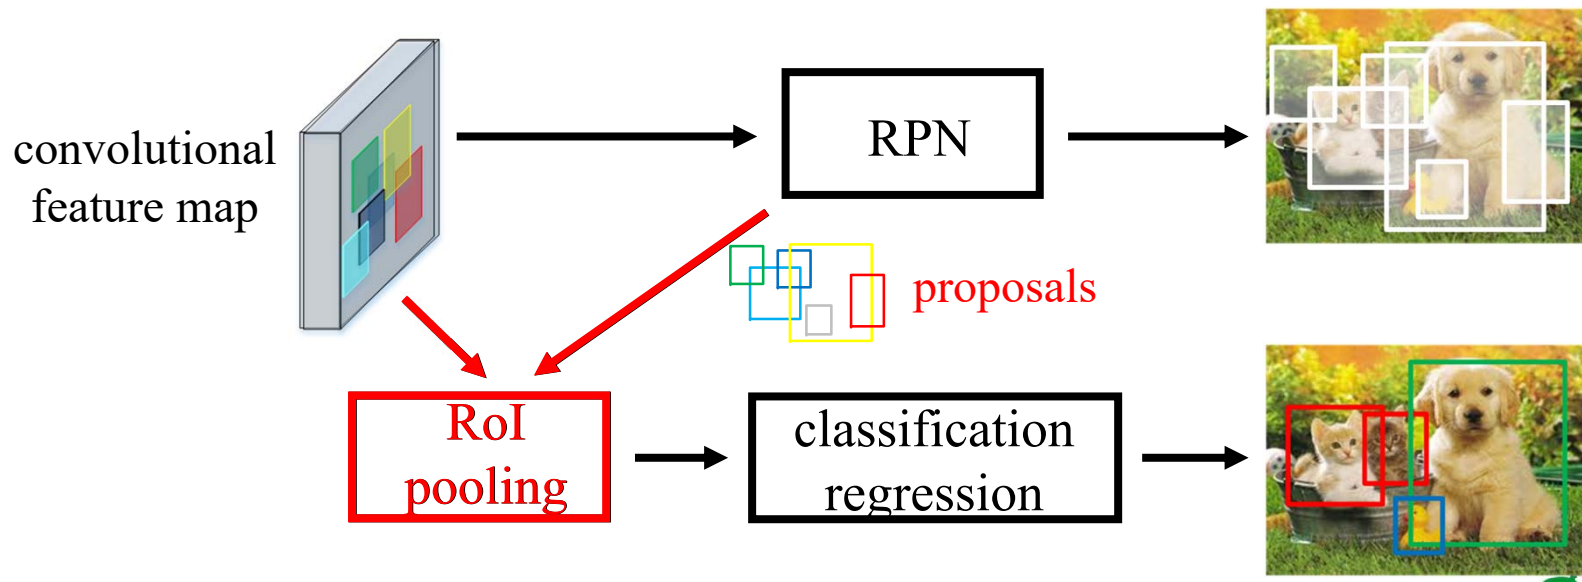 convolutional
feature map
RPN
proposals
RoI
pooling
classification
regression